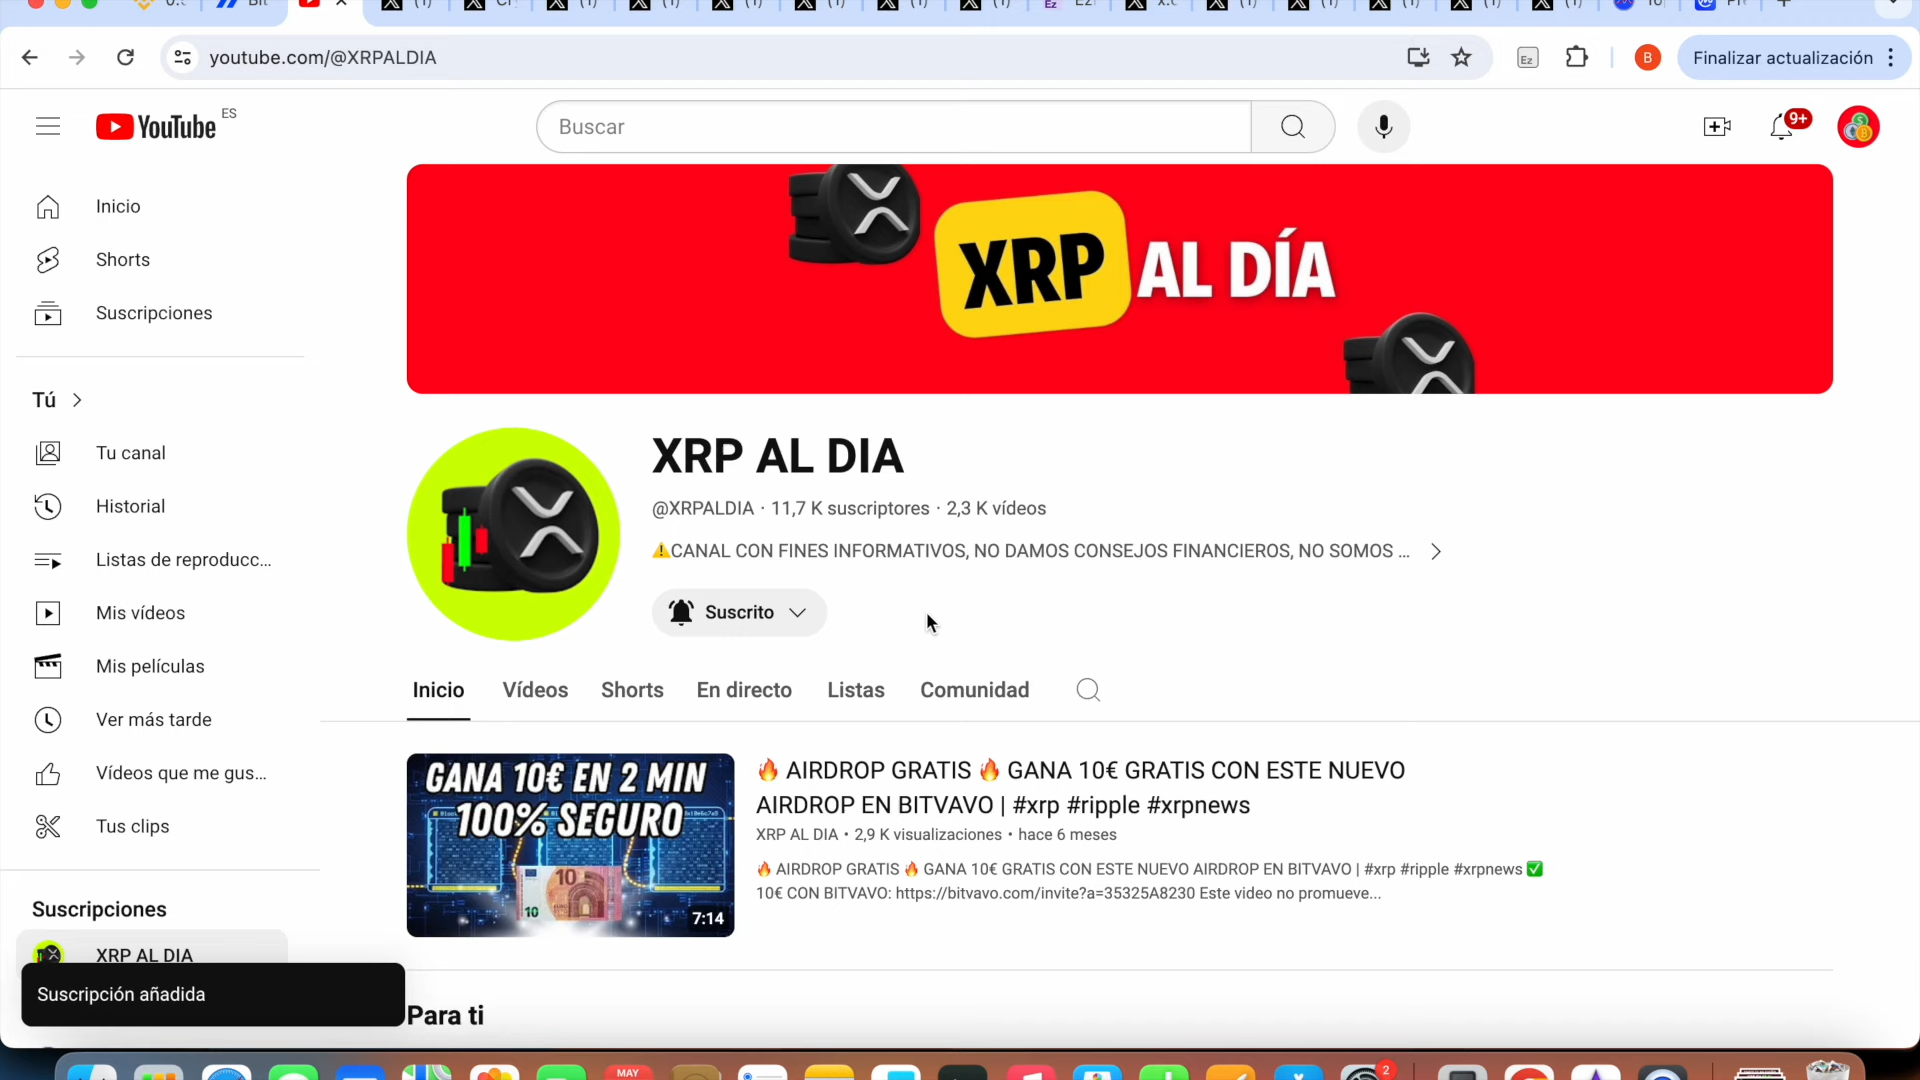 youtube.com/@XRPALDIA
Ez
B
Finalizar actualización
YouTube
ES
Buscar
9+
Inicio
Shorts
Suscripciones
Tú
Tu canal
Historial
Listas de reproducc...
Mis vídeos
Mis películas
Ver más tarde
Vídeos que me gus...
Tus clips
Suscripciones
XRP AL DIA
Suscripción añadida
XRP AL DÍA
XRP AL DIA
@XRPALDIA · 11,7 K suscriptores · 2,3 K vídeos
⚠️CANAL CON FINES INFORMATIVOS, NO DAMOS CONSEJOS FINANCIEROS, NO SOMOS ...
Suscrito
Inicio Vídeos Shorts En directo Listas Comunidad
GANA 10€ EN 2 MIN
100% SEGURO
10
10
7:14
🔥 AIRDROP GRATIS 🔥 GANA 10€ GRATIS CON ESTE NUEVO
AIRDROP EN BITVAVO | #xrp #ripple #xrpnews
XRP AL DIA • 2,9 K visualizaciones • hace 6 meses
🔥 AIRDROP GRATIS 🔥 GANA 10€ GRATIS CON ESTE NUEVO AIRDROP EN BITVAVO | #xrp #ripple #xrpnews ✅
10€ CON BITVAVO: https://bitvavo.com/invite?a=35325A8230 Este video no promueve...
Para ti
MAY
2